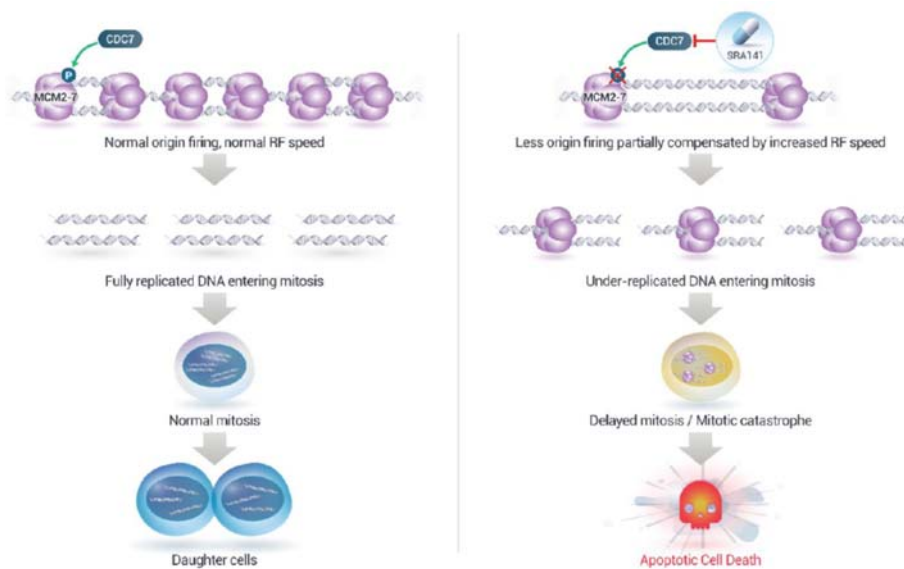 CDC7
P
MCM2-7
Normal origin firing, normal RF speed
Fully replicated DNA entering mitosis
Normal mitosis
Daughter cells
CDC7
SRA141
P
MCM2-7
Less origin firing partially compensated by increased RF speed
Under-replicated DNA entering mitosis
Delayed mitosis / Mitotic catastrophe
Apoptotic Cell Death